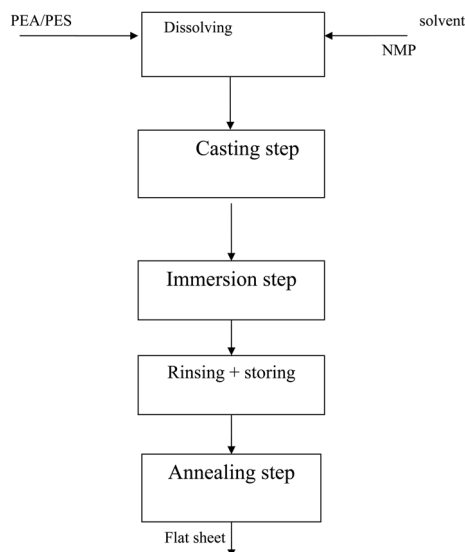 PEA/PES
Dissolving
solvent
NMP
Casting step
Immersion step
Rinsing + storing
Annealing step
Flat sheet